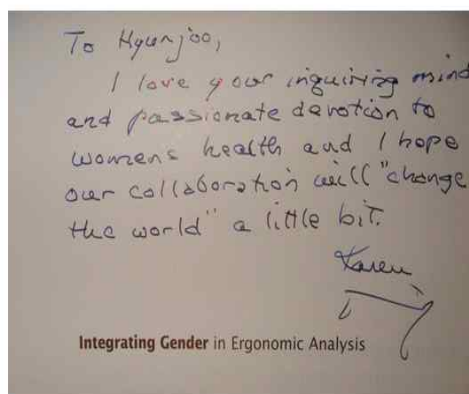 To Hyunjoo,
I love your inquiring mind
and passionate devotion to
womens health and I hope
our collaboration will "change
the world" a little bit.
Karen
Integrating Gender in Ergonomic Analysis